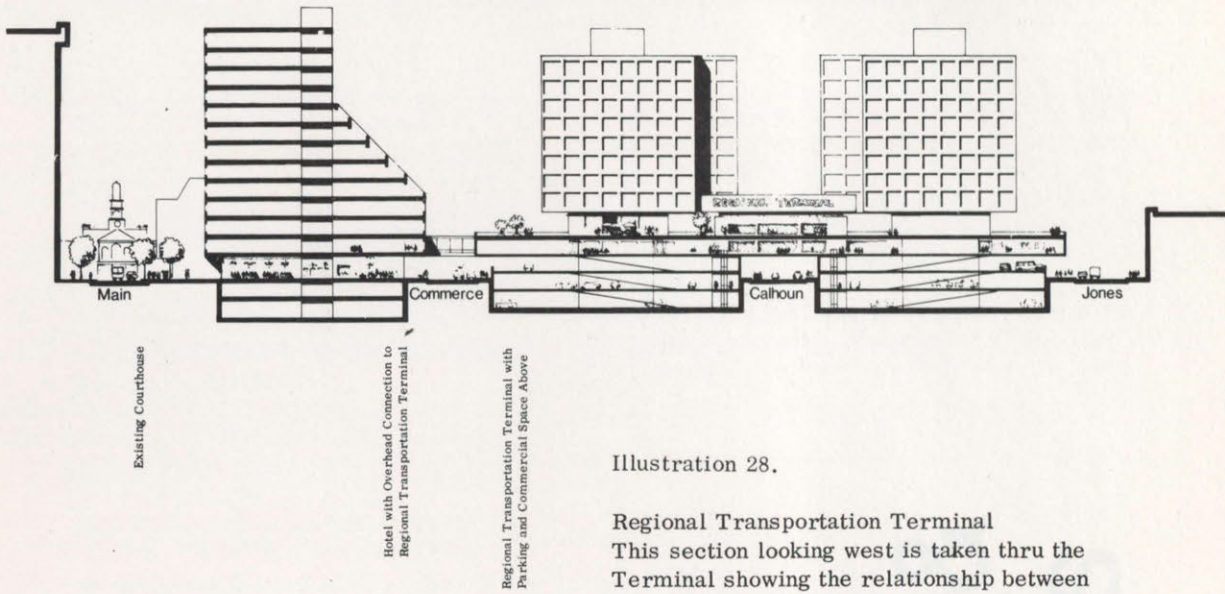 REGIONAL TERMINAL
Main
Commerce
Calhoun
Jones
Existing Courthouse
Hotel with Overhead Connection to
Regional Transportation Terminal
Regional Transportation Terminal with
Parking and Commercial Space Above
Illustration 28.
Regional Transportation Terminal
This section looking west is taken thru the
Terminal showing the relationship between